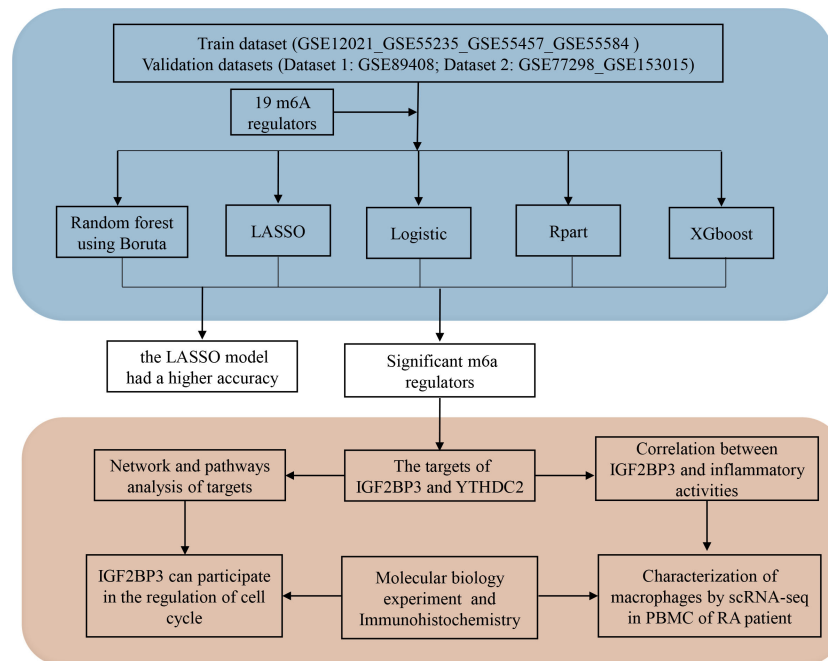 Train dataset (GSE12021_GSE55235_GSE55457_GSE55584 )
Validation datasets (Dataset 1: GSE89408; Dataset 2: GSE77298_GSE153015)
19 m6A
regulators
Random forest
using Boruta
LASSO
Logistic
Rpart
XGboost
the LASSO model
had a higher accuracy
Significant m6a
regulators
Network and pathways
analysis of targets
The targets of
IGF2BP3 and YTHDC2
Correlation between
IGF2BP3 and inflammatory
activities
IGF2BP3 can participate
in the regulation of cell
cycle
Molecular biology
experiment and
Immunohistochemistry
Characterization of
macrophages by scRNA-seq
in PBMC of RA patient